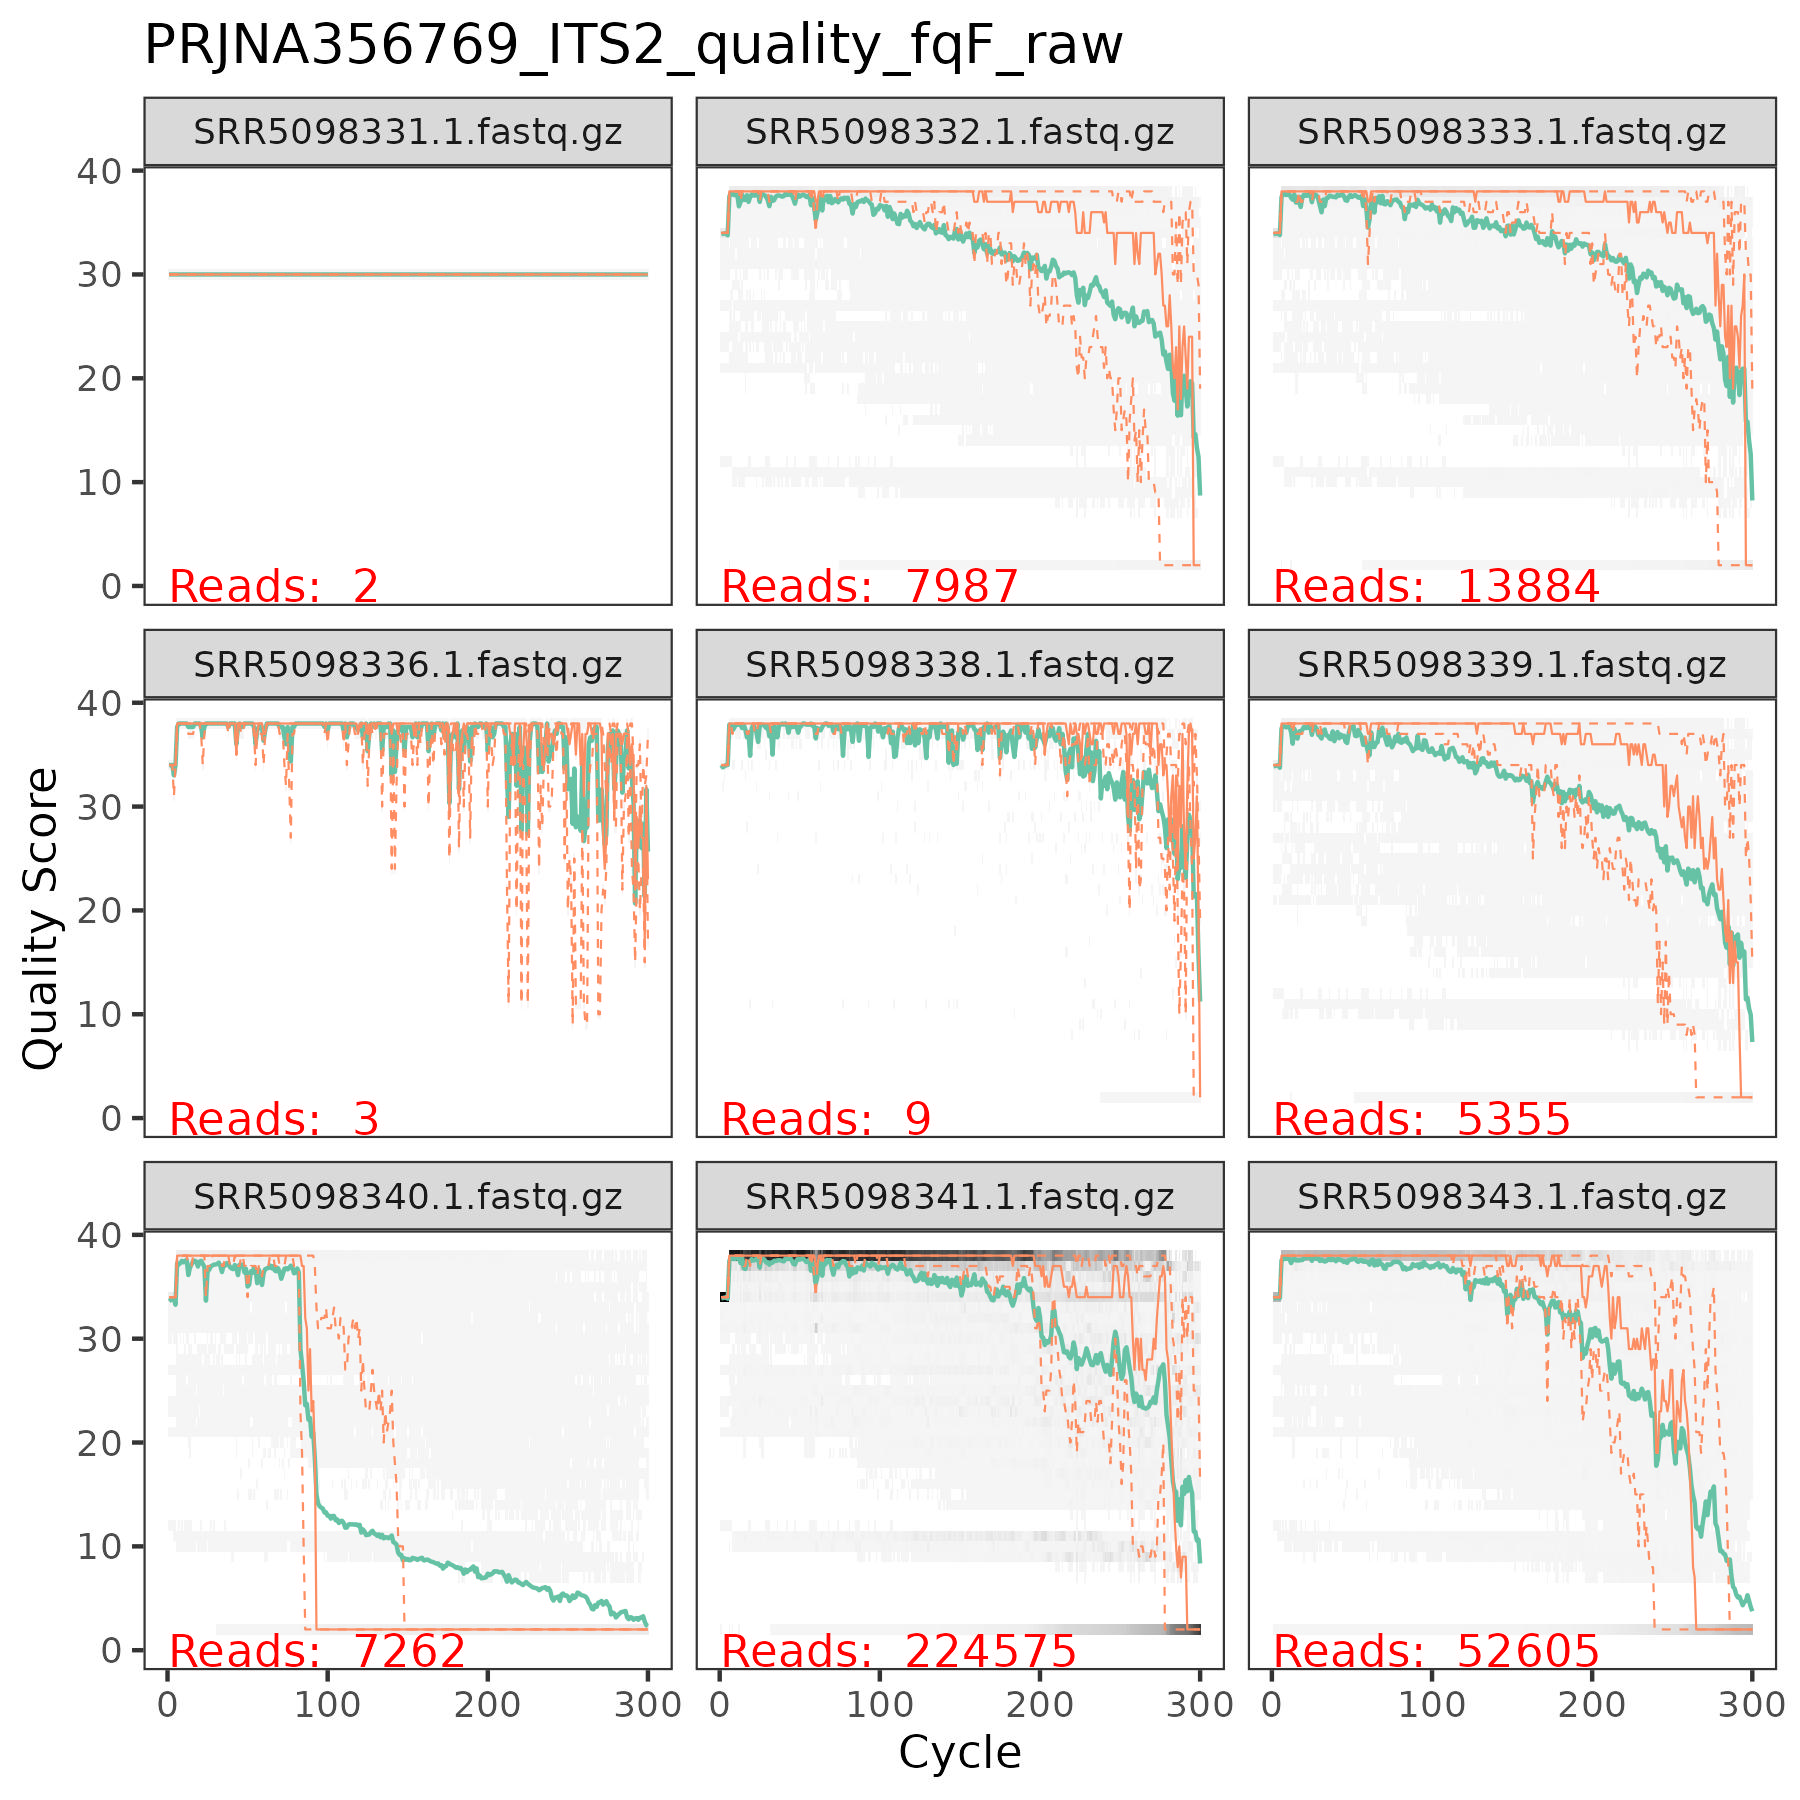 PRJNA356769_ITS2_quality_fqF_raw
SRR5098331.1.fastq.gz
SRR5098332.1.fastq.gz
SRR5098333.1.fastq.gz
40
30
20
10
0
Reads: 2
Reads: 7987
Reads: 13884
SRR5098336.1.fastq.gz
SRR5098338.1.fastq.gz
SRR5098339.1.fastq.gz
40
30
20
10
0
Quality Score
Reads: 3
Reads: 9
Reads: 5355
SRR5098340.1.fastq.gz
SRR5098341.1.fastq.gz
SRR5098343.1.fastq.gz
40
30
20
10
0
Reads: 7262
Reads: 224575
Reads: 52605
0 100 200 300
0 100 200 300
0 100 200 300
Cycle